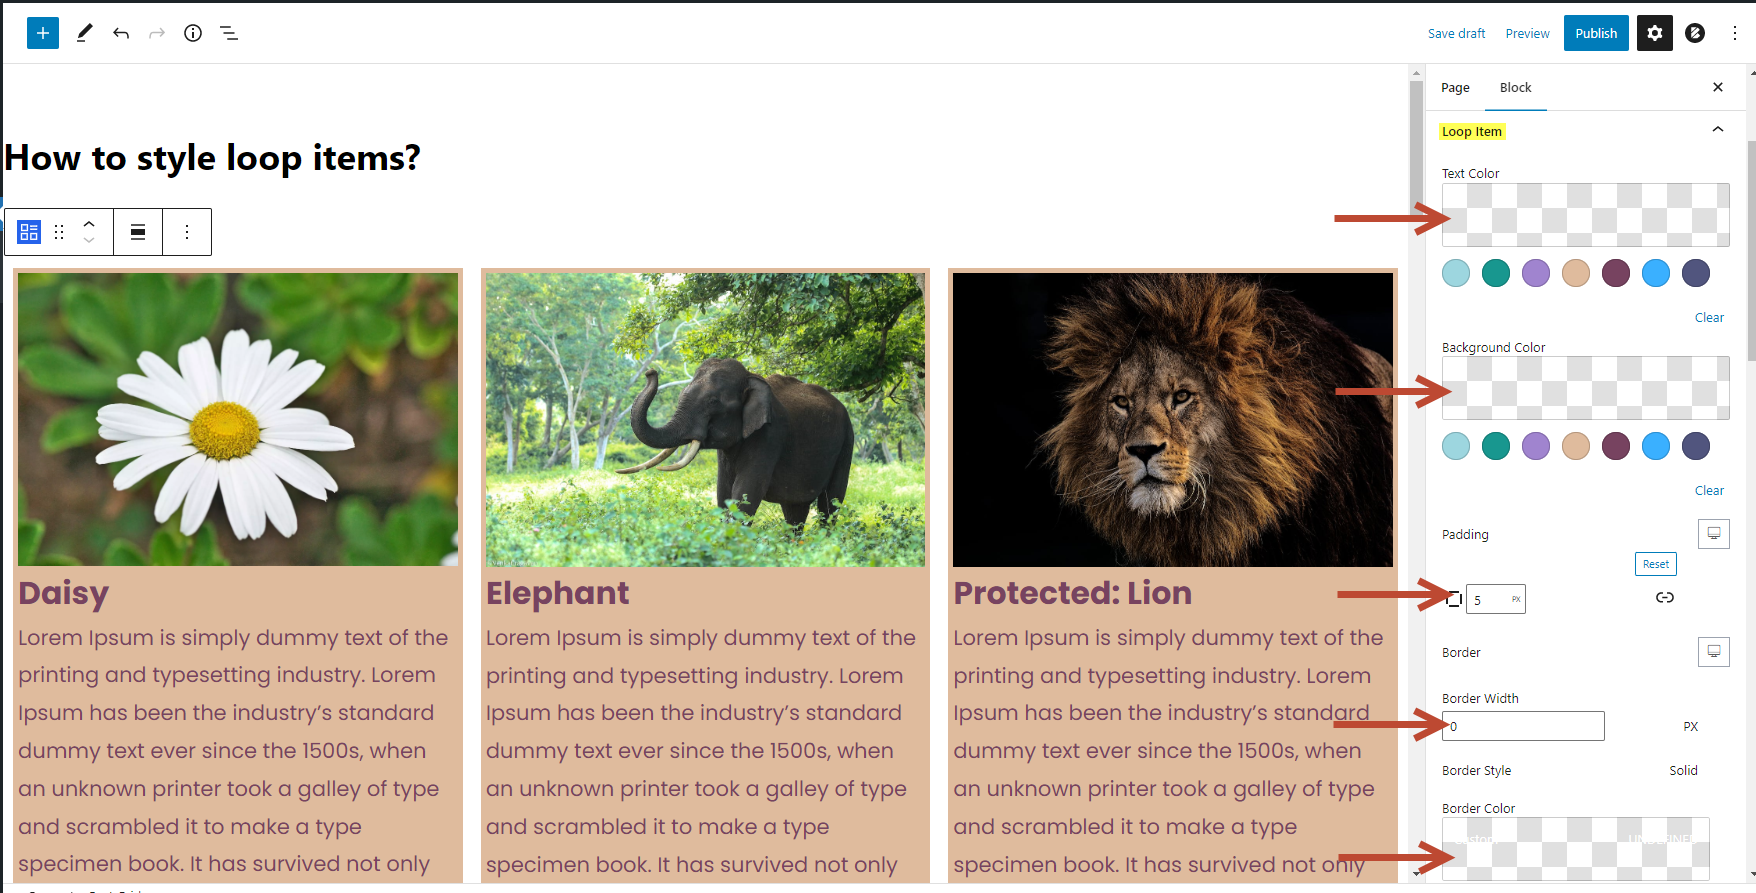 Save draft
Preview
Publish
Page
Block
Loop Item
How to style loop items?
Text Color
Clear
Background Color
Clear
Padding
Reset
5 PX
Border
Border Width
0 PX
Border Style Solid
Border Color
Daisy
Lorem Ipsum is simply dummy text of the
printing and typesetting industry. Lorem
Ipsum has been the industry’s standard
dummy text ever since the 1500s, when
an unknown printer took a galley of type
and scrambled it to make a type
specimen book. It has survived not only
Elephant
Lorem Ipsum is simply dummy text of the
printing and typesetting industry. Lorem
Ipsum has been the industry’s standard
dummy text ever since the 1500s, when
an unknown printer took a galley of type
and scrambled it to make a type
specimen book. It has survived not only
Protected: Lion
Lorem Ipsum is simply dummy text of the
printing and typesetting industry. Lorem
Ipsum has been the industry’s standard
dummy text ever since the 1500s, when
an unknown printer took a galley of type
and scrambled it to make a type
specimen book. It has survived not only